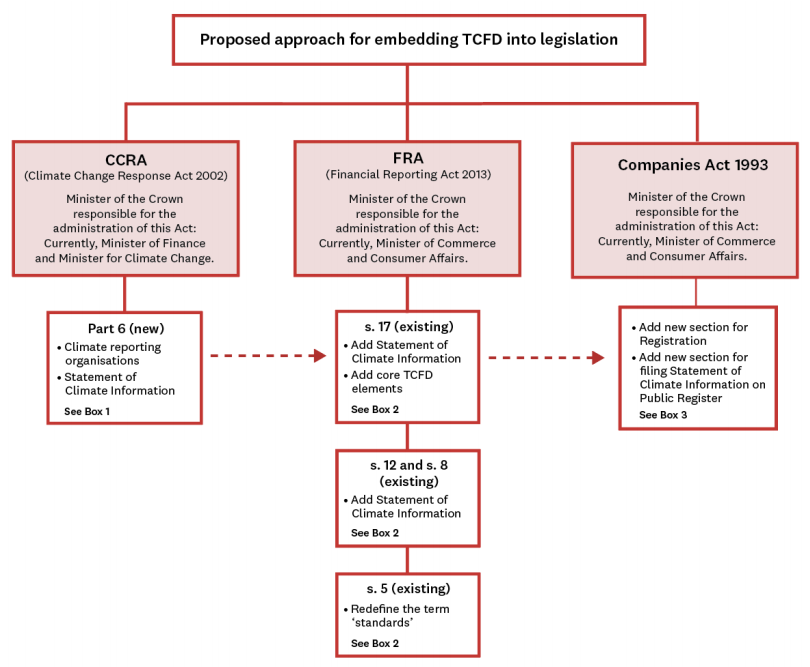 Proposed approach for embedding TCFD into legislation
CCRA
(Climate Change Response Act 2002)
Minister of the Crown
responsible for the
administration of this Act:
Currently, Minister of Finance
and Minister for Climate Change.
FRA
(Financial Reporting Act 2013)
Minister of the Crown
responsible for the
administration of this Act:
Currently, Minister of Commerce
and Consumer Affairs.
Companies Act 1993
Minister of the Crown
responsible for the
administration of this Act:
Currently, Minister of Commerce
and Consumer Affairs.
Part 6 (new)
• Climate reporting
organisations
• Statement of
Climate Information
See Box 1
s. 17 (existing)
• Add Statement of
Climate Information
• Add core TCFD
elements
See Box 2
• Add new section for
Registration
• Add new section for
filing Statement of
Climate Information on
Public Register
See Box 3
s. 12 and s. 8
(existing)
• Add Statement of
Climate Information
See Box 2
s. 5 (existing)
• Redefine the term
‘standards’
See Box 2